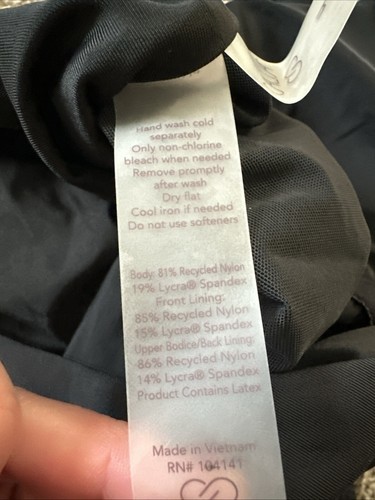 Hand wash cold
separately
Only non-chlorine
bleach when needed
Remove promptly
after wash
Dry flat
Cool iron if needed
Do not use softeners
Body: 81% Recycled Nylon
19% Lycra® Spandex
Front Lining:
85% Recycled Nylon
15% Lycra® Spandex
Upper Bodice/Back Lining:
86% Recycled Nylon
14% Lycra® Spandex
Product Contains Latex
Made in Vietnam
RN# 104141